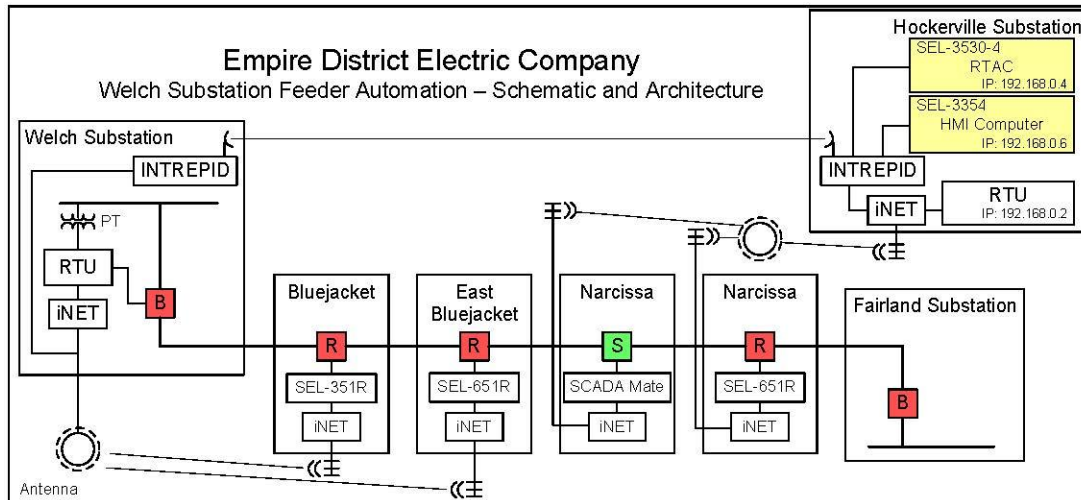 Empire District Electric Company
Welch Substation Feeder Automation – Schematic and Architecture
Hockerville Substation
SEL-3530-4
RTAC
IP: 192.168.0.4
SEL-3354
HMI Computer
IP: 192.168.0.6
INTREPID
iNET
RTU
IP: 192.168.0.2
Welch Substation
INTREPID
PT
RTU
iNET
B
Bluejacket
R
SEL-351R
iNET
East
Bluejacket
R
SEL-651R
iNET
Narcissa
S
SCADA Mate
iNET
Narcissa
R
SEL-651R
iNET
Fairland Substation
B
Antenna